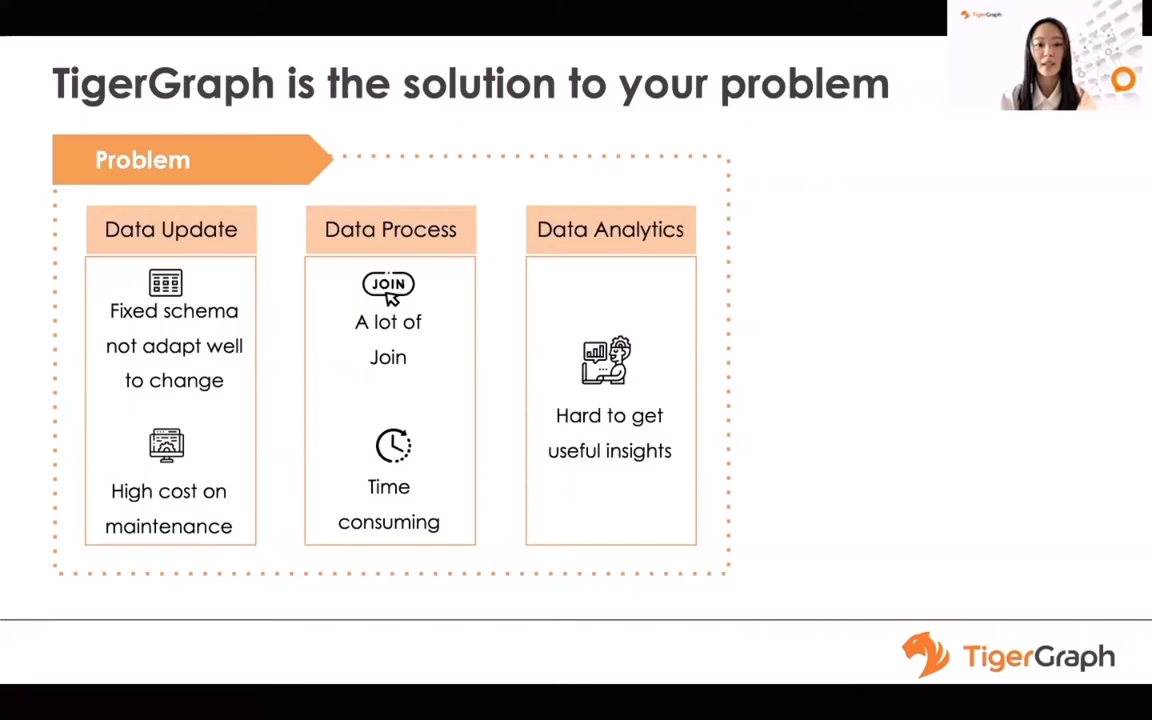 TigerGraph
TigerGraph is the solution to your problem
Problem
Data Update
Fixed schema
not adapt well
to change
High cost on
maintenance
Data Process
JOIN
A lot of
Join
Time
consuming
Data Analytics
Hard to get
useful insights
TigerGraph